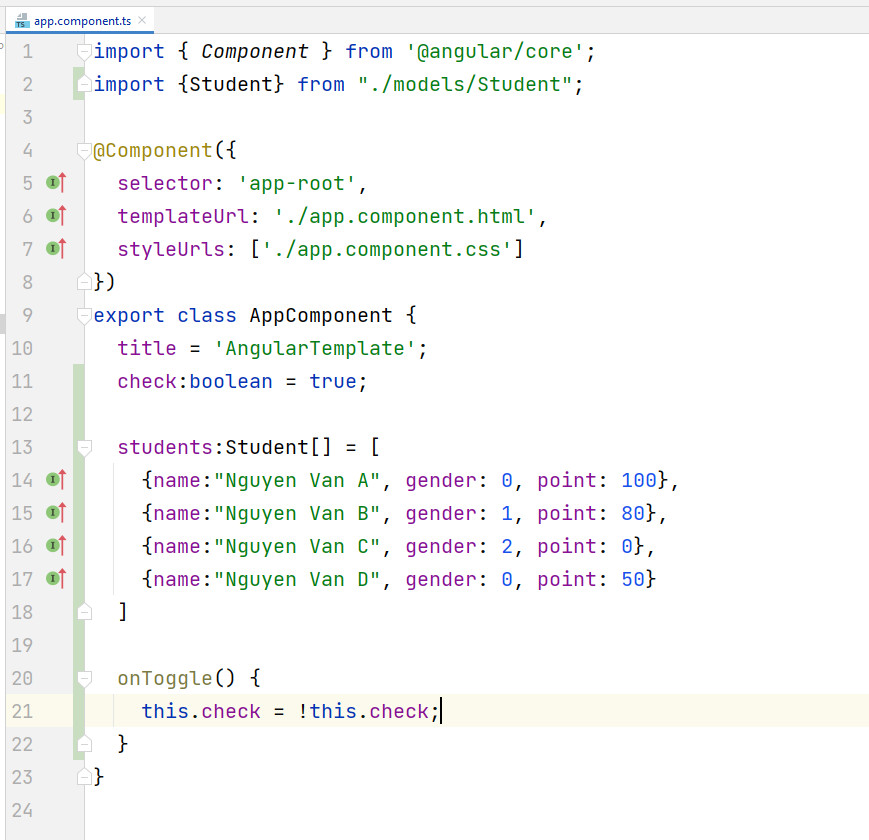 app.component.ts
1 import { Component } from '@angular/core';
2 import {Student} from "./models/Student";
3
4 @Component({
5   selector: 'app-root',
6   templateUrl: './app.component.html',
7   styleUrls: ['./app.component.css']
8 })
9 export class AppComponent {
10   title = 'AngularTemplate';
11   check:boolean = true;
12
13   students:Student[] = [
14     {name:"Nguyen Van A", gender: 0, point: 100},
15     {name:"Nguyen Van B", gender: 1, point: 80},
16     {name:"Nguyen Van C", gender: 2, point: 0},
17     {name:"Nguyen Van D", gender: 0, point: 50}
18   ]
19
20   onToggle() {
21     this.check = !this.check;
22   }
23 }
24